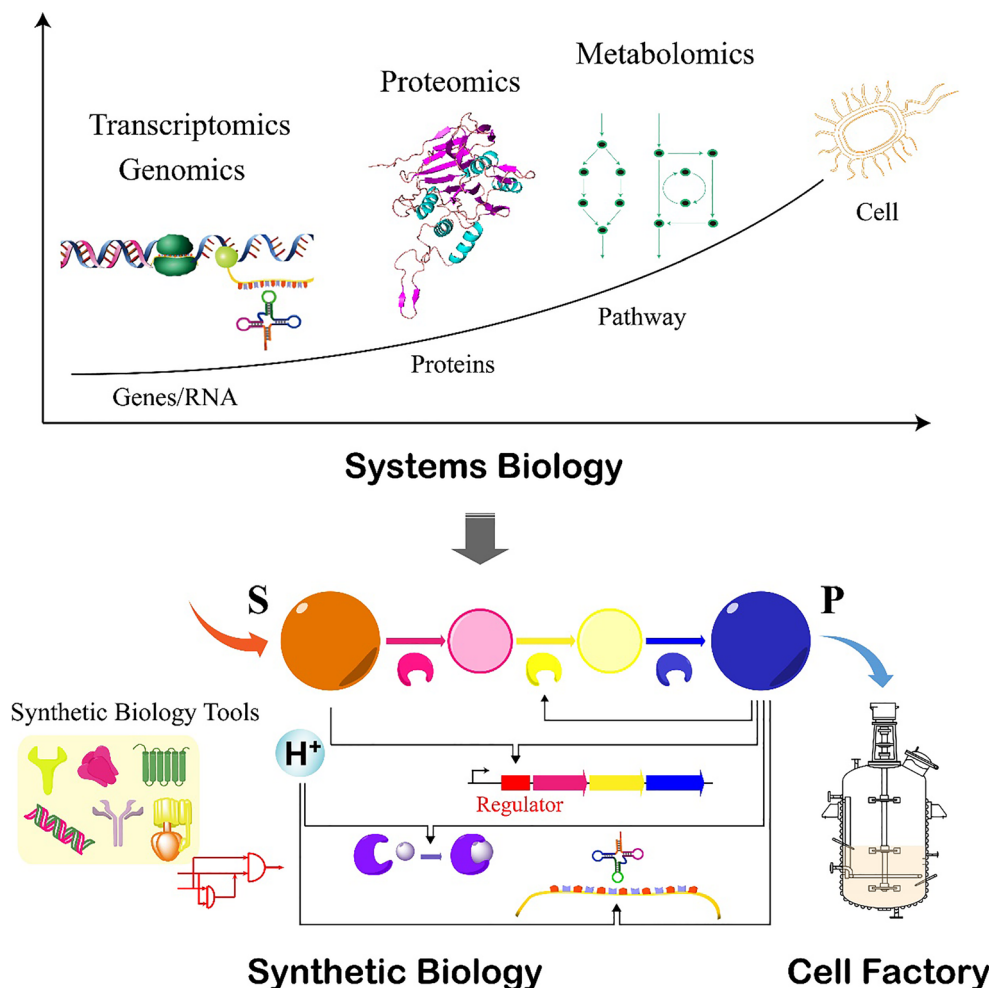 Metabolomics
Proteomics
Transcriptomics
Genomics
Cell
Pathway
Proteins
Genes/RNA
Systems Biology
S
P
Synthetic Biology Tools
H+
Regulator
Synthetic Biology
Cell Factory